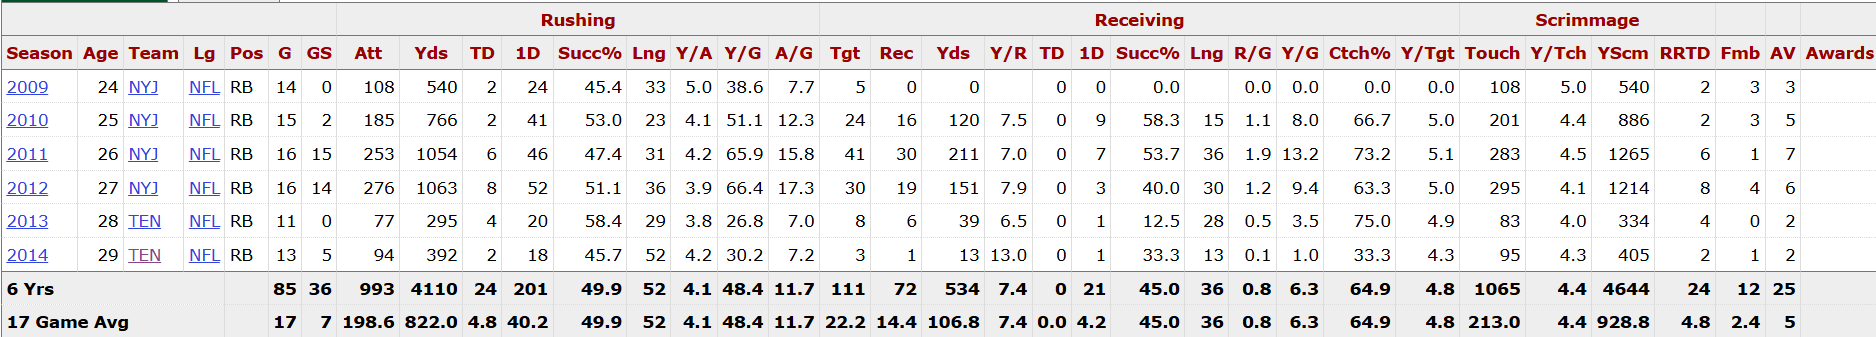 Rushing Receiving Scrimmage
Season Age Team Lg Pos G GS Att Yds TD 1D Succ% Lng Y/A Y/G A/G Tgt Rec Yds Y/R TD 1D Succ% Lng R/G Y/G Ctch% Y/Tgt Touch Y/Tch YScm RRTD Fmb AV Awards
2009 24 NYJ NFL RB 14 0 108 540 2 24 45.4 33 5.0 38.6 7.7 5 0 0 0 0 0.0 0.0 0.0 0.0 0.0 108 5.0 540 2 3 3
2010 25 NYJ NFL RB 15 2 185 766 2 41 53.0 23 4.1 51.1 12.3 24 16 120 7.5 0 9 58.3 15 1.1 8.0 66.7 5.0 201 4.4 886 2 3 5
2011 26 NYJ NFL RB 16 15 253 1054 6 46 47.4 31 4.2 65.9 15.8 41 30 211 7.0 0 7 53.7 36 1.9 13.2 73.2 5.1 283 4.5 1265 6 1 7
2012 27 NYJ NFL RB 16 14 276 1063 8 52 51.1 36 3.9 66.4 17.3 30 19 151 7.9 0 3 40.0 30 1.2 9.4 63.3 5.0 295 4.1 1214 8 4 6
2013 28 TEN NFL RB 11 0 77 295 4 20 58.4 29 3.8 26.8 7.0 8 6 39 6.5 0 1 12.5 28 0.5 3.5 75.0 4.9 83 4.0 334 4 0 2
2014 29 TEN NFL RB 13 5 94 392 2 18 45.7 52 4.2 30.2 7.2 3 1 13 13.0 0 1 33.3 13 0.1 1.0 33.3 4.3 95 4.3 405 2 1 2
6 Yrs 85 36 993 4110 24 201 49.9 52 4.1 48.4 11.7 111 72 534 7.4 0 21 45.0 36 0.8 6.3 64.9 4.8 1065 4.4 4644 24 12 25
17 Game Avg 17 7 198.6 822.0 4.8 40.2 49.9 52 4.1 48.4 11.7 22.2 14.4 106.8 7.4 0.0 4.2 45.0 36 0.8 6.3 64.9 4.8 213.0 4.4 928.8 4.8 2.4 5